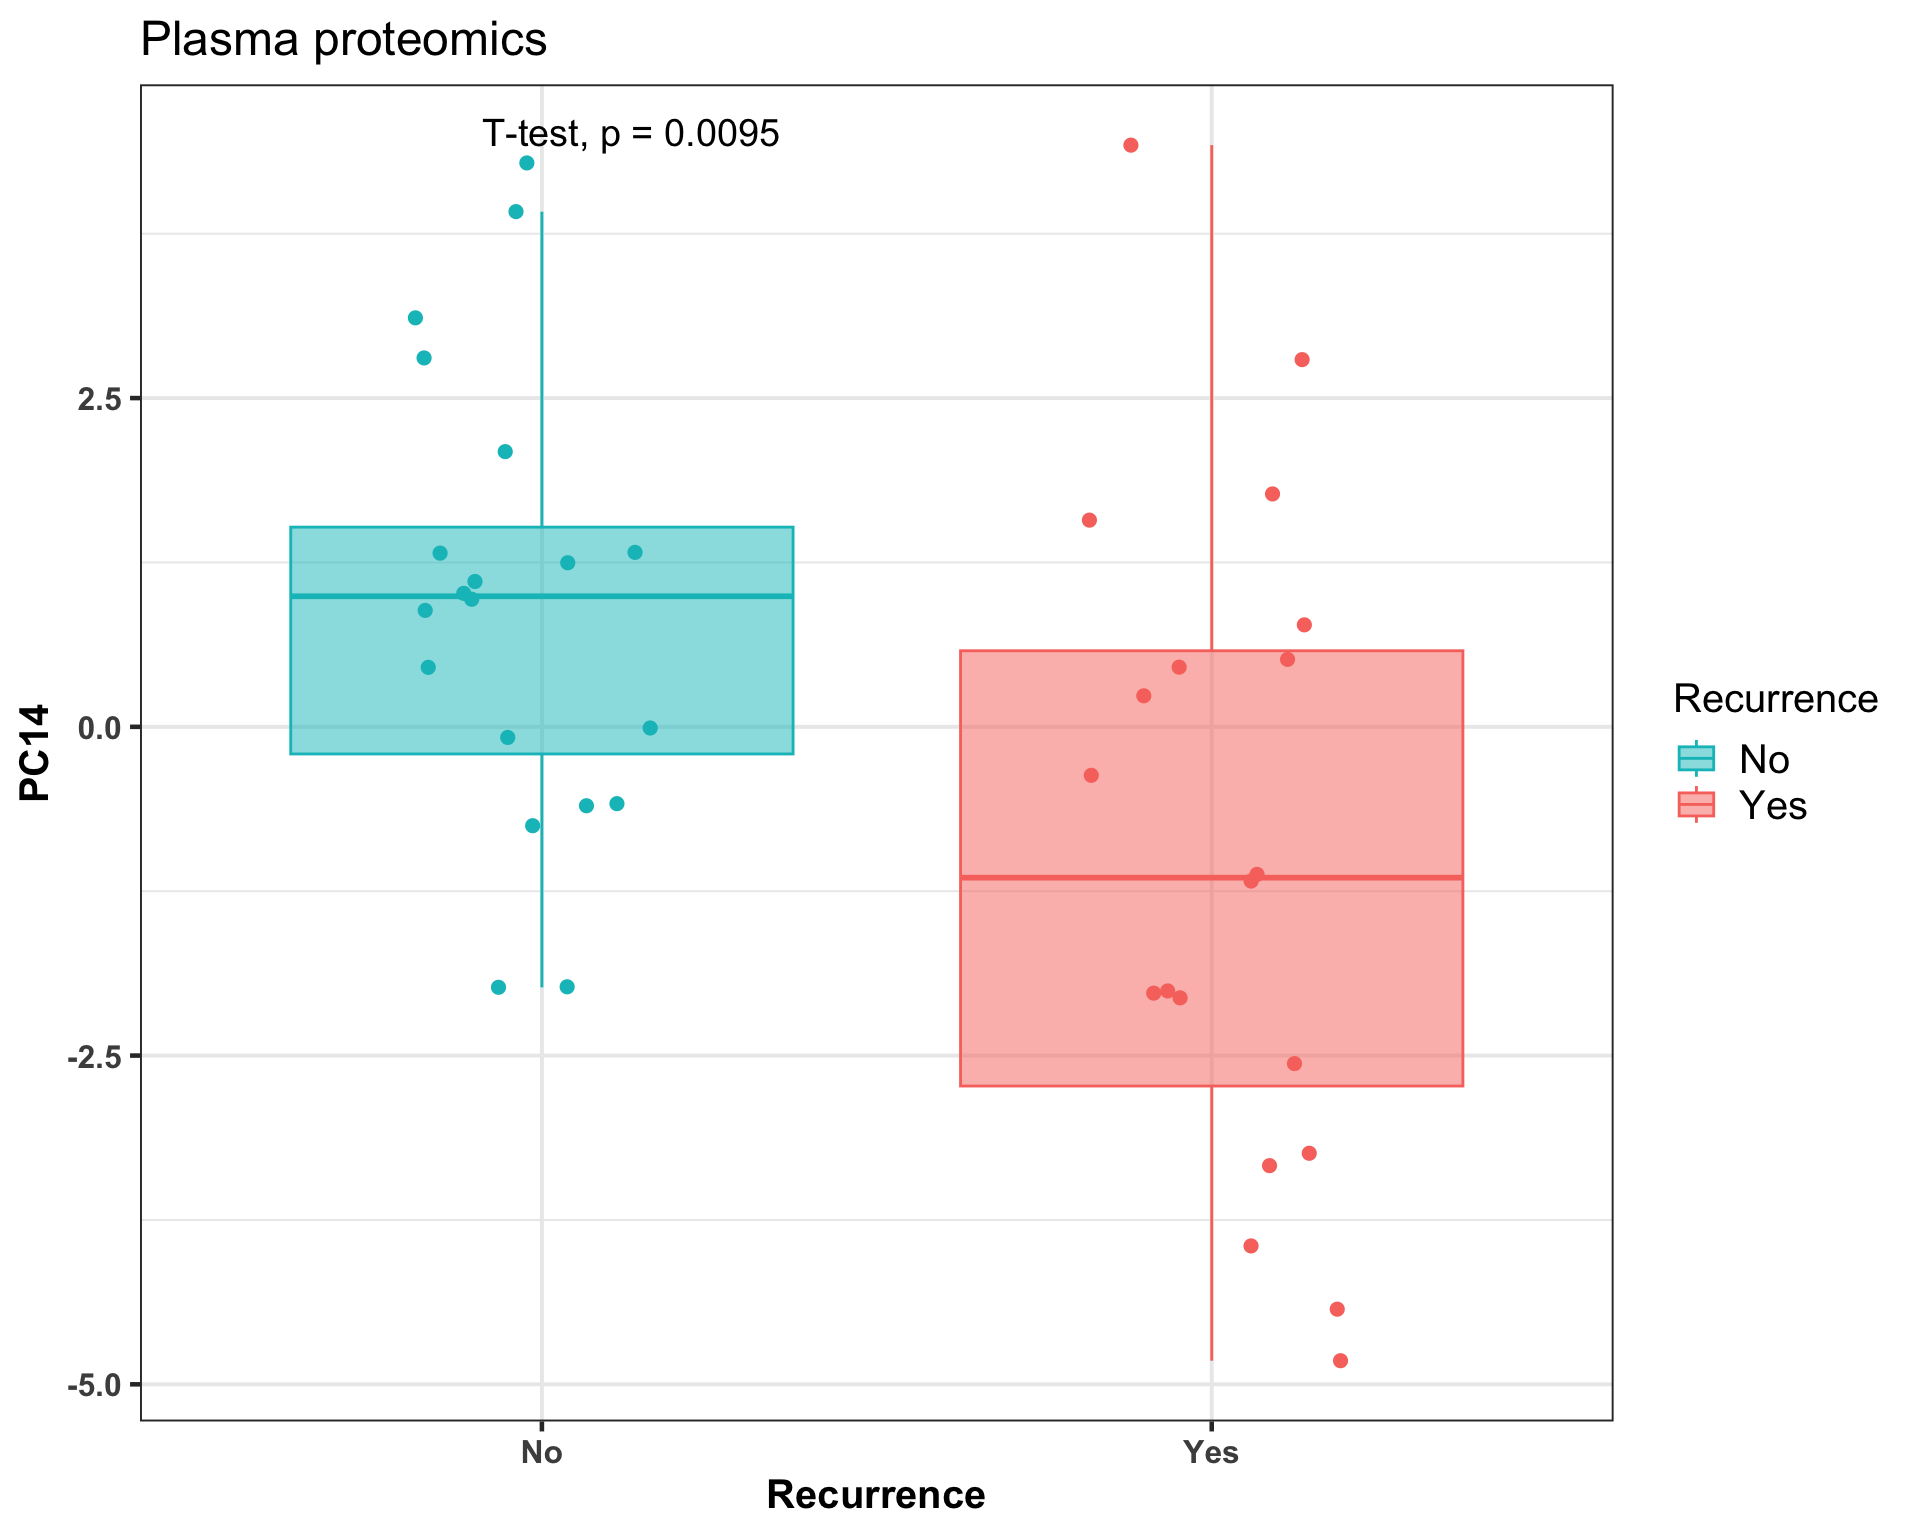 Plasma proteomics
T-test, p = 0.0095
2.5
0.0
-2.5
-5.0
PC14
No
Yes
Recurrence
Recurrence
No
Yes